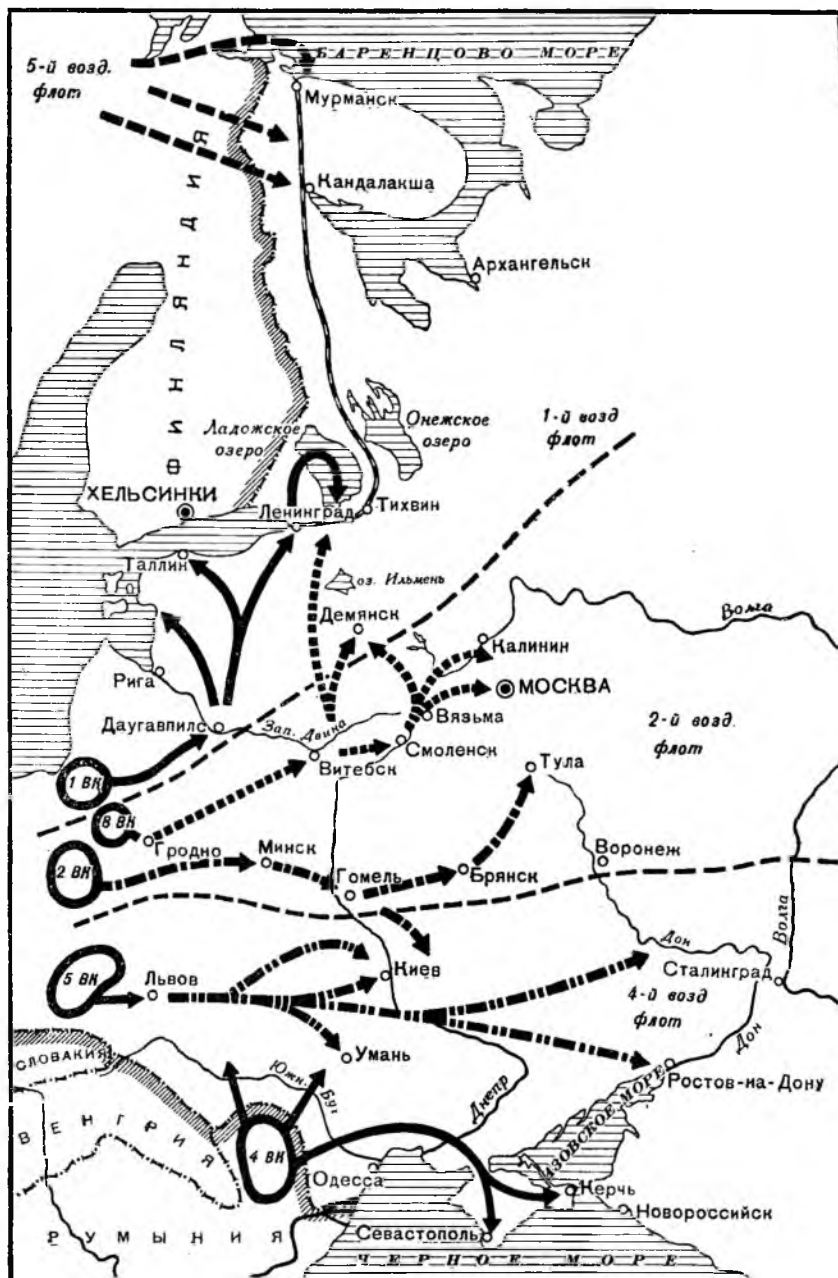 БАРЕНЦОВО МОРЕ
5-й возд.
флот
Мурманск
Кандалакша
ФИНЛЯНДИЯ
Архангельск
Ладожское
озеро
Онежское
озеро
1-й возд
флот
ХЕЛЬСИНКИ
Ленинград
Тихвин
Таллин
оз. Ильмень
Демянск
Волга
Калинин
Рига
МОСКВА
Даугавпилс
Зап. Двина
Вязьма
2-й возд.
флот
Смоленск
Витебск
Тула
1 ВК
8 ВК
Гродно
Минск
Воронеж
2 ВК
Гомель
Брянск
Волга
Дон
5 ВК
Львов
Киев
Сталинград
4-й возд
флот
Умань
Дон
СЛОВАКИЯ
Южн. Буг
Днепр
Ростов-на-Дону
ВЕНГРИЯ
АЗОВСКОЕ МОРЕ
4 ВК
Одесса
Керчь
Новороссийск
Севастополь
РУМЫНИЯ
ЧЕРНОЕ МОРЕ